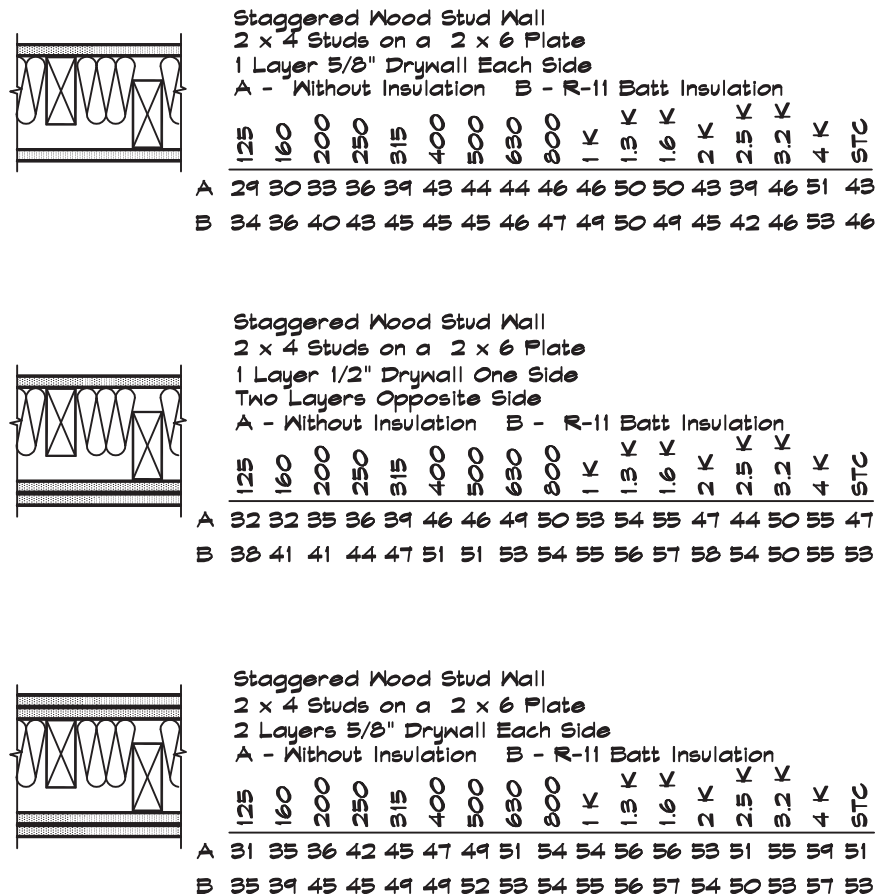 Staggered Wood Stud Wall
2 x 4 Studs on a 2 x 6 Plate
1 Layer 5/8" Drywall Each Side
A - Without Insulation B - R-11 Batt Insulation
125 160 200 250 315 400 500 630 800 1 K 1.3 K 1.6 K 2 K 2.5 K 3.2 K 4 K STC
A 29 30 33 36 39 43 44 44 46 46 50 50 43 39 46 51 43
B 34 36 40 43 45 45 45 46 47 49 50 49 45 42 46 53 46
Staggered Wood Stud Wall
2 x 4 Studs on a 2 x 6 Plate
1 Layer 1/2" Drywall One Side
Two Layers Opposite Side
A - Without Insulation B - R-11 Batt Insulation
125 160 200 250 315 400 500 630 800 1 K 1.3 K 1.6 K 2 K 2.5 K 3.2 K 4 K STC
A 32 32 35 36 39 46 46 49 50 53 54 55 47 44 50 55 47
B 38 41 41 44 47 51 51 53 54 55 56 57 58 54 50 55 53
Staggered Wood Stud Wall
2 x 4 Studs on a 2 x 6 Plate
2 Layers 5/8" Drywall Each Side
A - Without Insulation B - R-11 Batt Insulation
125 160 200 250 315 400 500 630 800 1 K 1.3 K 1.6 K 2 K 2.5 K 3.2 K 4 K STC
A 31 35 36 42 45 47 49 51 54 54 56 56 53 51 55 59 51
B 35 39 45 45 49 49 52 53 54 55 56 57 54 50 53 57 53